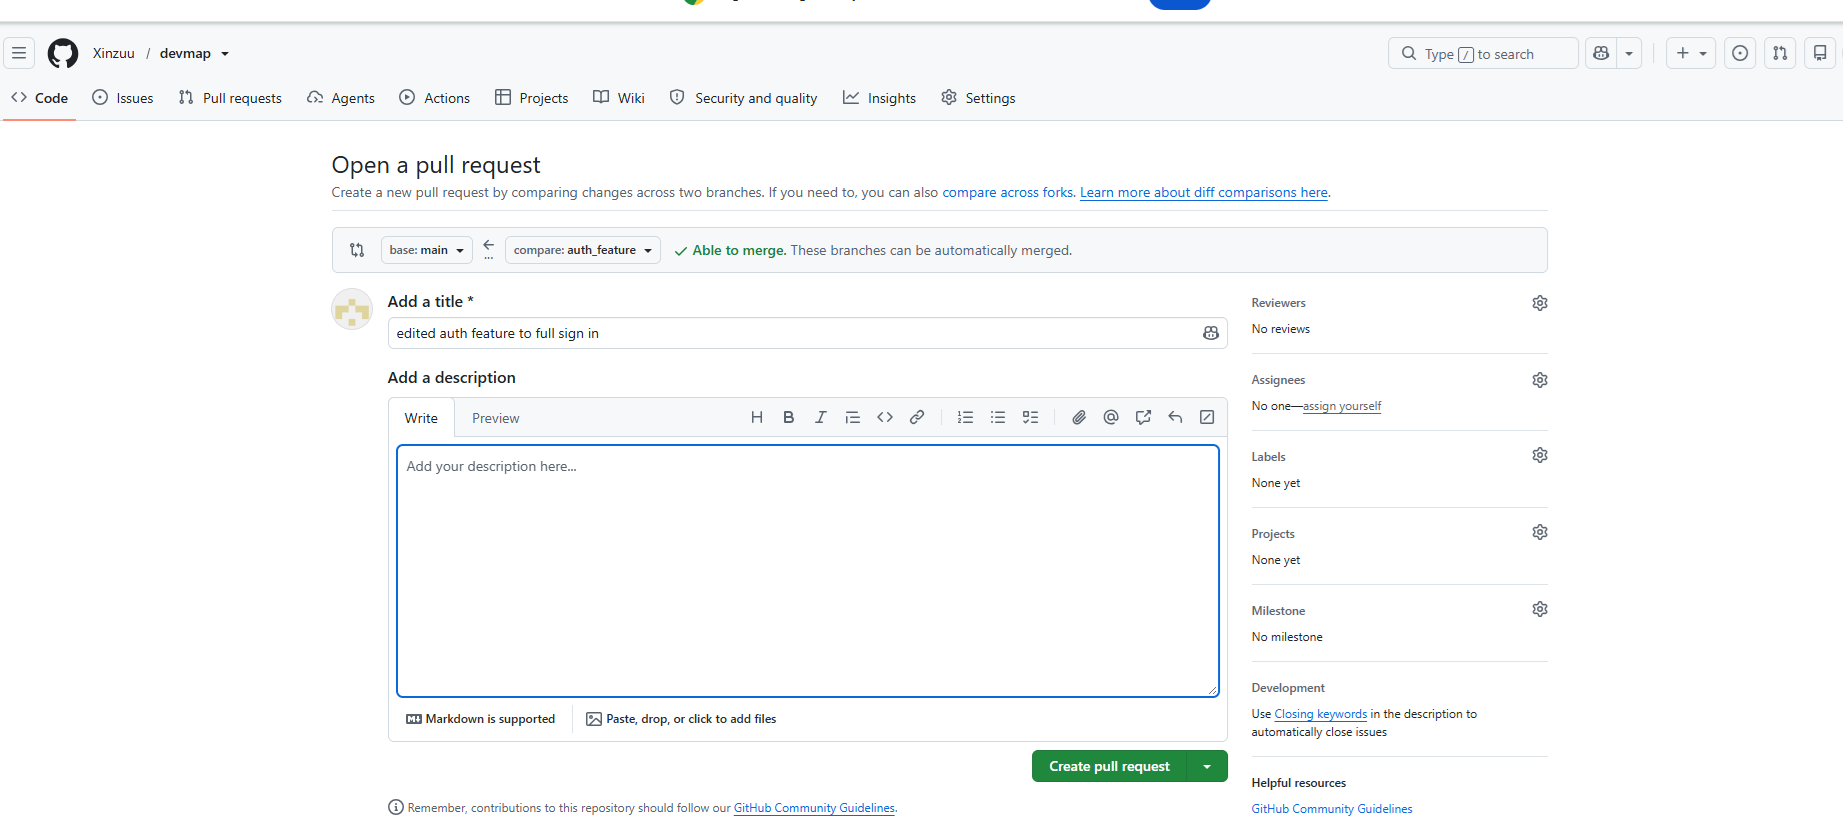 Xinzuu / devmap
Type / to search
Code Issues Pull requests Agents Actions Projects Wiki Security and quality Insights Settings
Open a pull request
Create a new pull request by comparing changes across two branches. If you need to, you can also compare across forks. Learn more about diff comparisons here.
base: main ... compare: auth_feature Able to merge. These branches can be automatically merged.
Add a title *
edited auth feature to full sign in
Add a description
Write Preview
Add your description here...
Markdown is supported
Paste, drop, or click to add files
Create pull request
Remember, contributions to this repository should follow our GitHub Community Guidelines.
Reviewers
No reviews
Assignees
No one—assign yourself
Labels
None yet
Projects
None yet
Milestone
No milestone
Development
Use Closing keywords in the description to
automatically close issues
Helpful resources
GitHub Community Guidelines